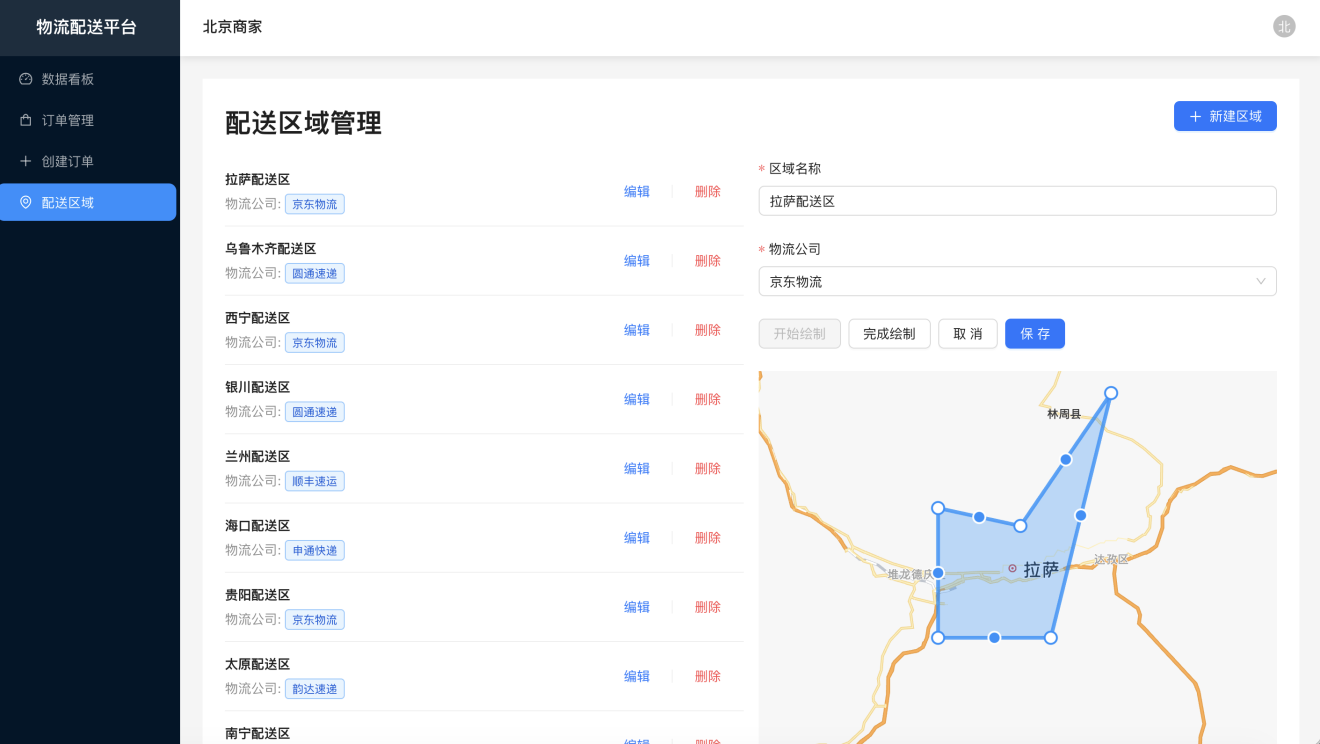 物流配送平台
北京商家
北
数据看板
订单管理
创建订单
配送区域
配送区域管理
新建区域
拉萨配送区
物流公司: 京东物流
编辑 删除
乌鲁木齐配送区
物流公司: 圆通速递
编辑 删除
西宁配送区
物流公司: 京东物流
编辑 删除
银川配送区
物流公司: 圆通速递
编辑 删除
兰州配送区
物流公司: 顺丰速运
编辑 删除
海口配送区
物流公司: 申通快递
编辑 删除
贵阳配送区
物流公司: 京东物流
编辑 删除
太原配送区
物流公司: 韵达速递
编辑 删除
南宁配送区
编辑 删除
* 区域名称
拉萨配送区
* 物流公司
京东物流
开始绘制 完成绘制 取 消 保 存
林周县
堆龙德庆
拉萨
达孜区